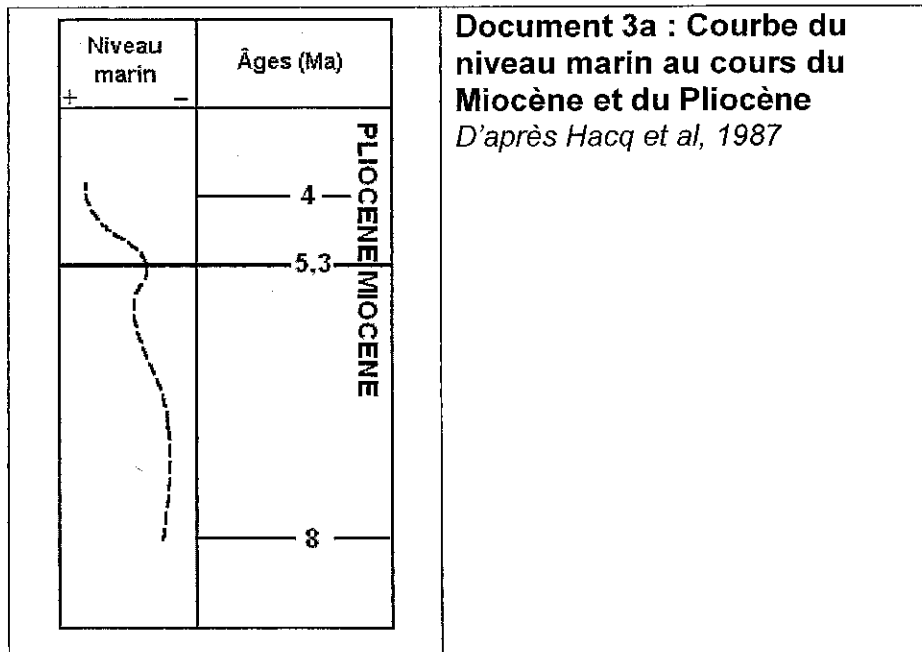 Niveau
marin
+
-
Âges (Ma)
4
5,3
8
PLIOCENE MIOCENE
Document 3a : Courbe du
niveau marin au cours du
Miocène et du Pliocène
D'après Hacq et al, 1987